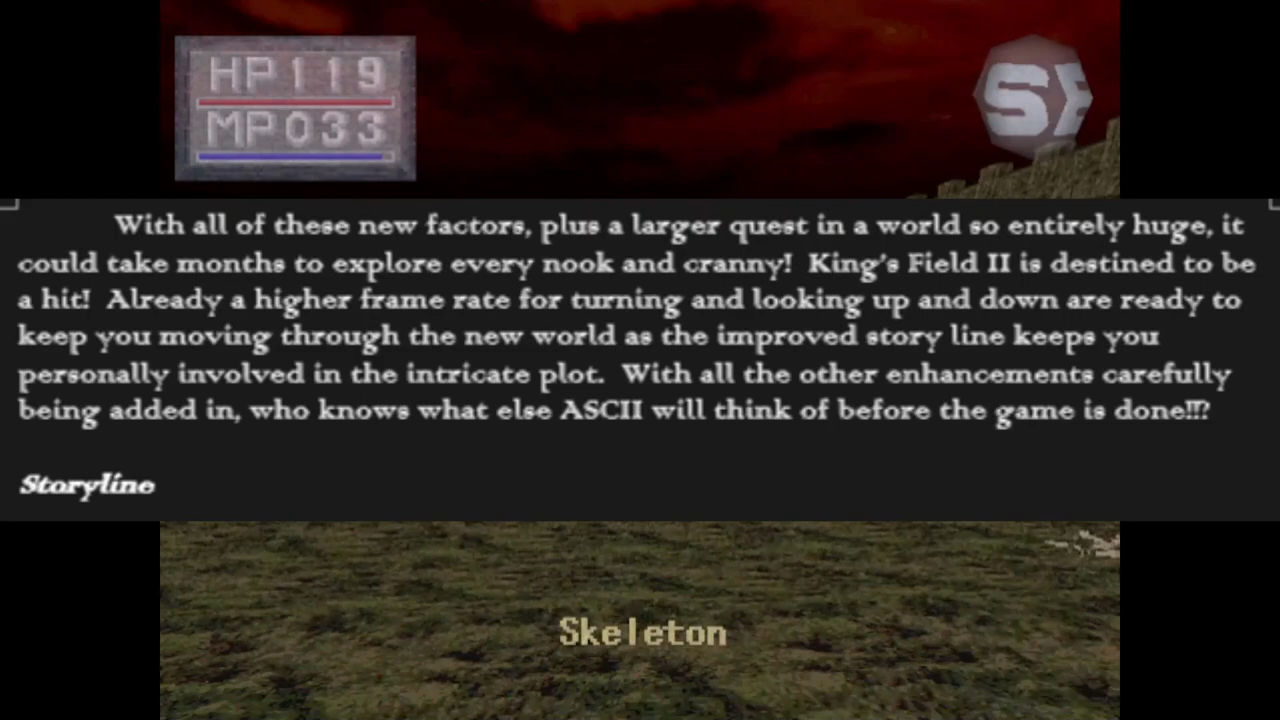 HP 119
MP 033
With all of these new factors, plus a larger quest in a world so entirely huge, it
could take months to explore every nook and cranny! King's Field II is destined to be
a hit! Already a higher frame rate for turning and looking up and down are ready to
keep you moving through the new world as the improved story line keeps you
personally involved in the intricate plot. With all the other enhancements carefully
being added in, who knows what else ASCII will think of before the game is done!!?
Storyline
Skeleton